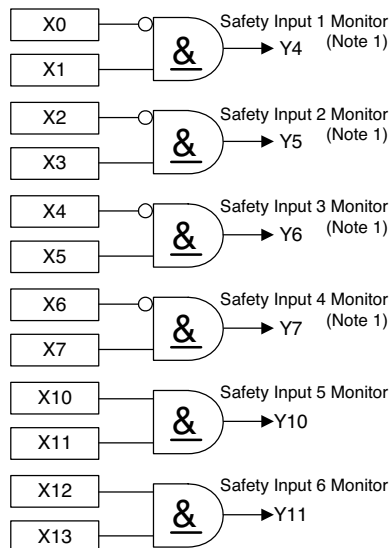 X0
X1
&
Safety Input 1 Monitor
(Note 1)
Y4
X2
X3
&
Safety Input 2 Monitor
(Note 1)
Y5
X4
X5
&
Safety Input 3 Monitor
(Note 1)
Y6
X6
X7
&
Safety Input 4 Monitor
(Note 1)
Y7
X10
X11
&
Safety Input 5 Monitor
Y10
X12
X13
&
Safety Input 6 Monitor
Y11